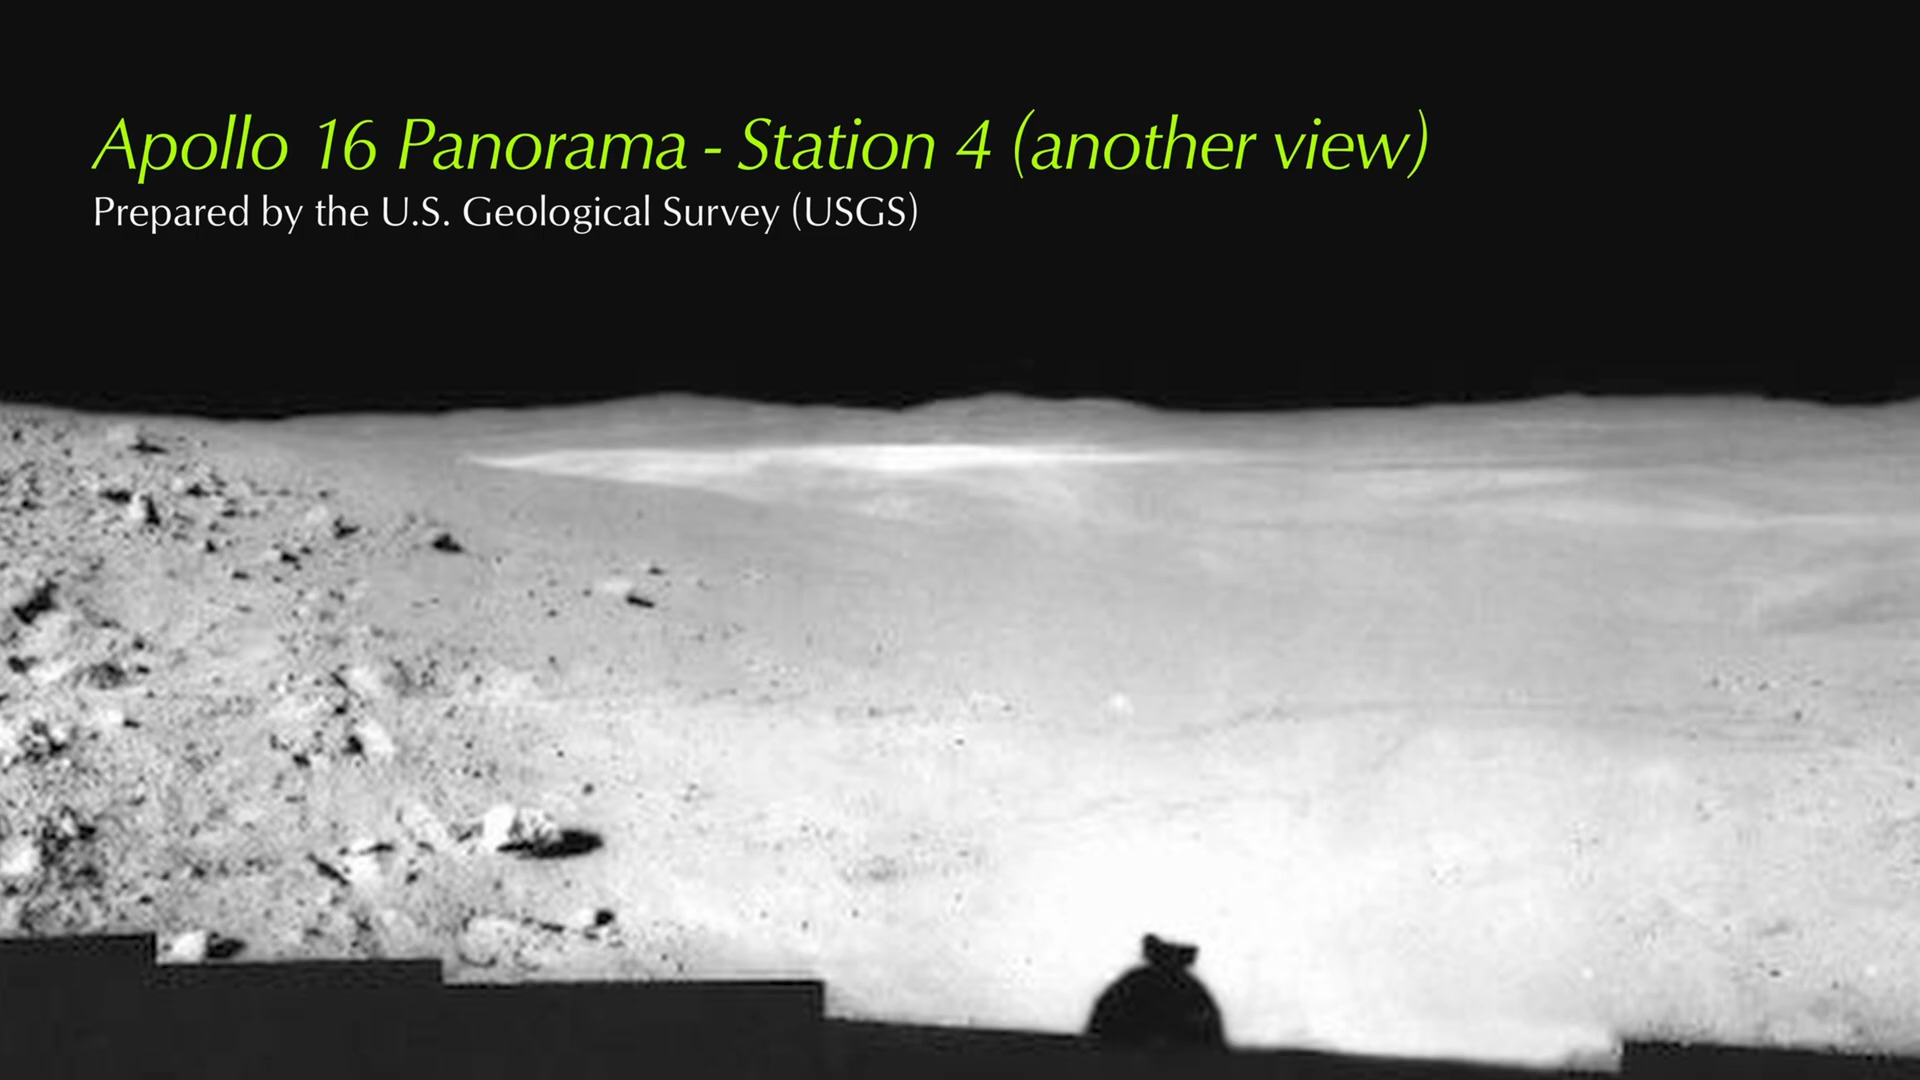 Apollo 16 Panorama - Station 4 (another view)
Prepared by the U.S. Geological Survey (USGS)